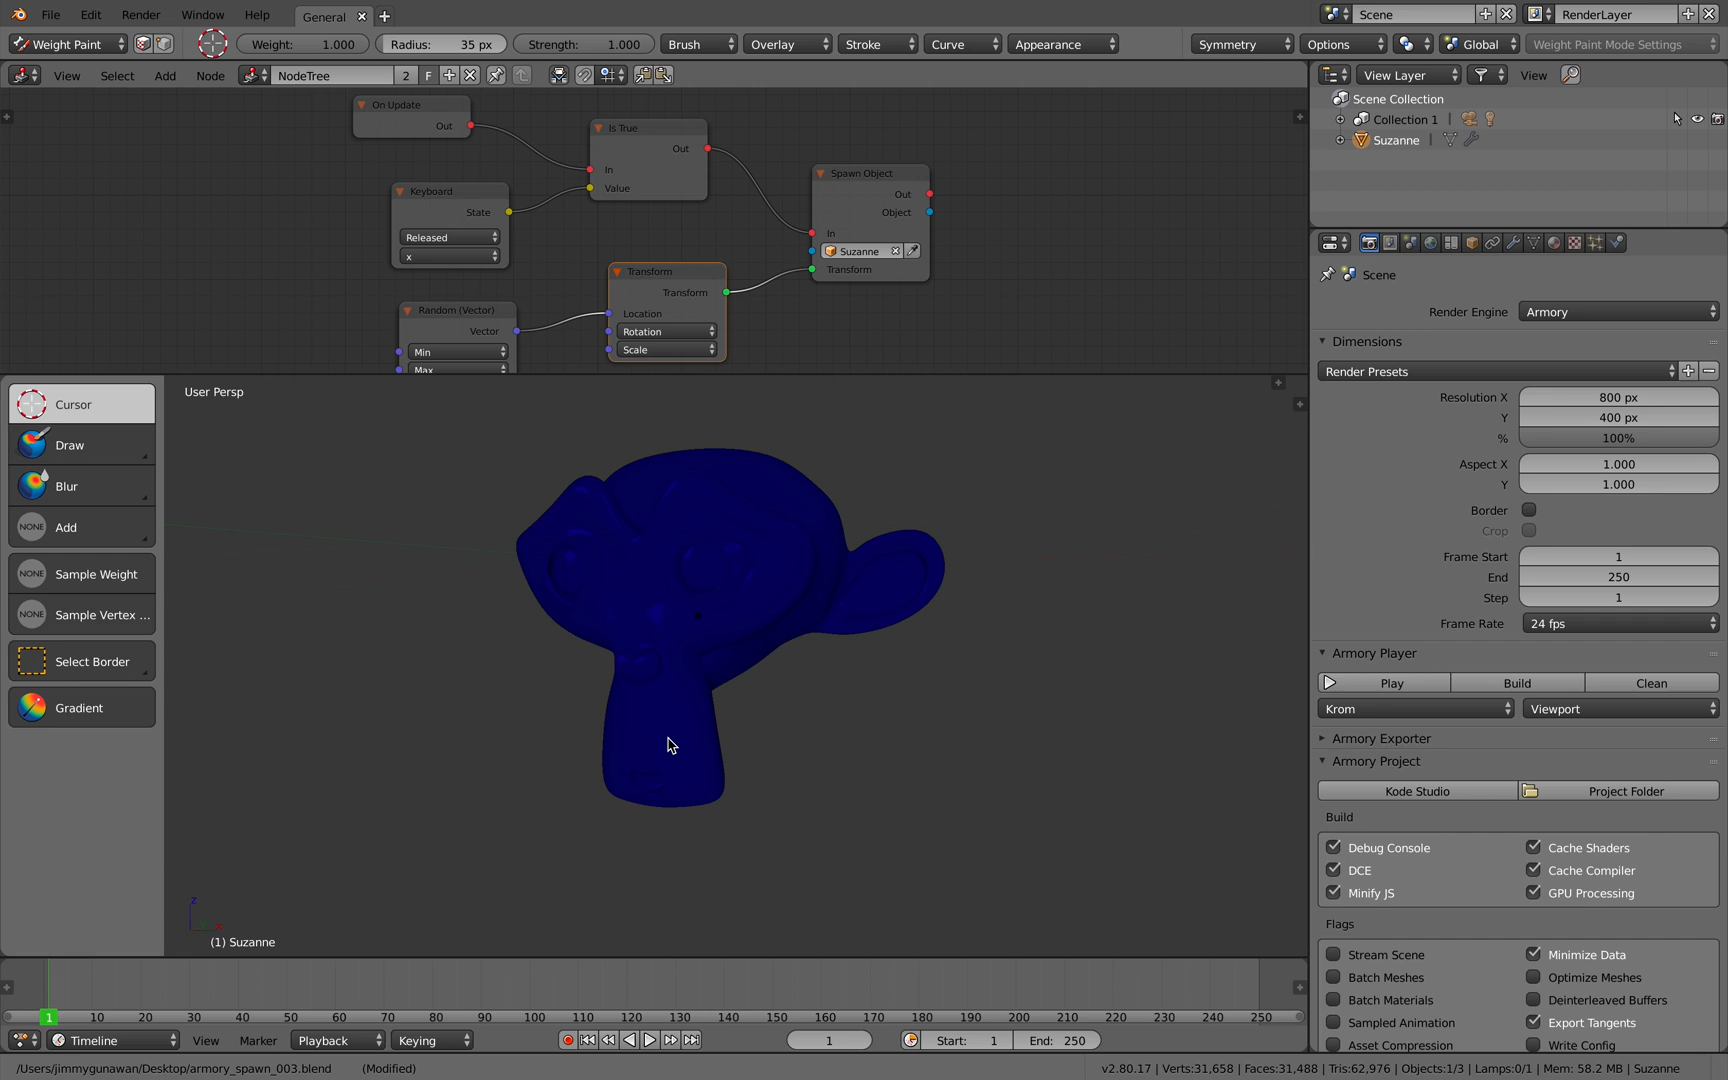 File Edit Render Window Help General
Scene RenderLayer
Weight Paint Weight: 1.000 Radius: 35 px Strength: 1.000 Brush Overlay Stroke Curve Appearance Symmetry Options Global Weight Paint Mode Settings
View Select Add Node NodeTree 2 F
View Layer View
On Update
Out
Is True
Out
In
Value
Keyboard
State
Released
x
Spawn Object
Out
Object
In
Suzanne
Transform
Transform
Transform
Location
Rotation
Scale
Random (Vector)
Vector
Min
Max
Scene Collection
Collection 1
Suzanne
Cursor
Draw
Blur
NONE Add
NONE Sample Weight
NONE Sample Vertex ...
Select Border
Gradient
User Persp
Z
(1) Suzanne
Scene
Render Engine Armory
Dimensions
Render Presets
Resolution X 800 px
Y 400 px
% 100%
Aspect X 1.000
Y 1.000
Border
Crop
Frame Start 1
End 250
Step 1
Frame Rate 24 fps
Armory Player
Play Build Clean
Krom Viewport
Armory Exporter
Armory Project
Kode Studio Project Folder
Build
Debug Console Cache Shaders
DCE Cache Compiler
Minify JS GPU Processing
Flags
Stream Scene Minimize Data
Batch Meshes Optimize Meshes
Batch Materials Deinterleaved Buffers
Sampled Animation Export Tangents
Asset Compression Write Config
1 10 20 30 40 50 60 70 80 90 100 110 120 130 140 150 160 170 180 190 200 210 220 230 240 250
Timeline View Marker Playback Keying 1 Start: 1 End: 250
/Users/jimmygunawan/Desktop/armory_spawn_003.blend (Modified)
v2.80.17 | Verts:31,658 | Faces:31,488 | Tris:62,976 | Objects:1/3 | Lamps:0/1 | Mem: 58.2 MB | Suzanne